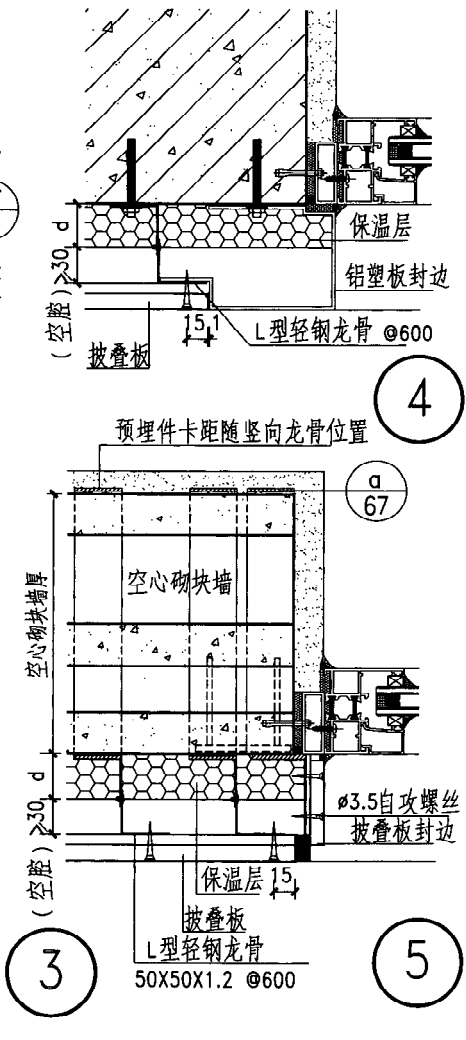 d
≥30
(空腔)
保温层
铝塑板封边
15
1
L型轻钢龙骨 @600
披叠板
4
预埋件卡距随竖向龙骨位置
a
67
空心砌块墙厚
空心砌块墙
d
≥30
(空腔)
ø3.5自攻螺丝
披叠板封边
保温层
15
披叠板
L型轻钢龙骨
50X50X1.2 @600
3
5